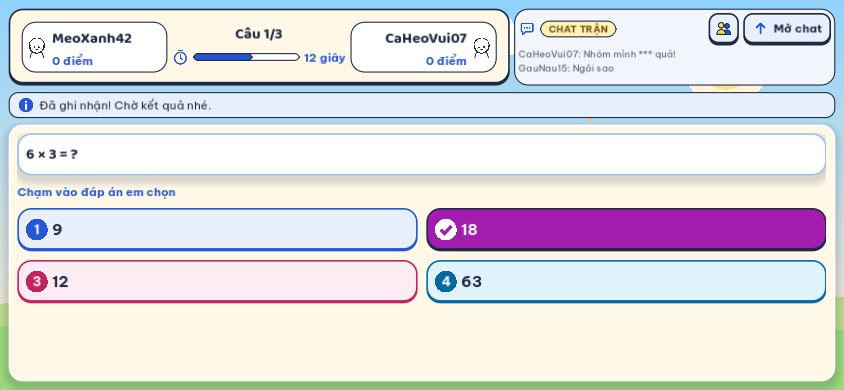 MeoXanh42
0 điểm
Câu 1/3
12 giây
CaHeoVui07
0 điểm
CHAT TRẬN
Mở chat
CaHeoVui07: Nhóm mình *** quá!
GauNau15: Ngôi sao
Đã ghi nhận! Chờ kết quả nhé.
6 × 3 = ?
Chạm vào đáp án em chọn
1 9
18
3 12
4 63